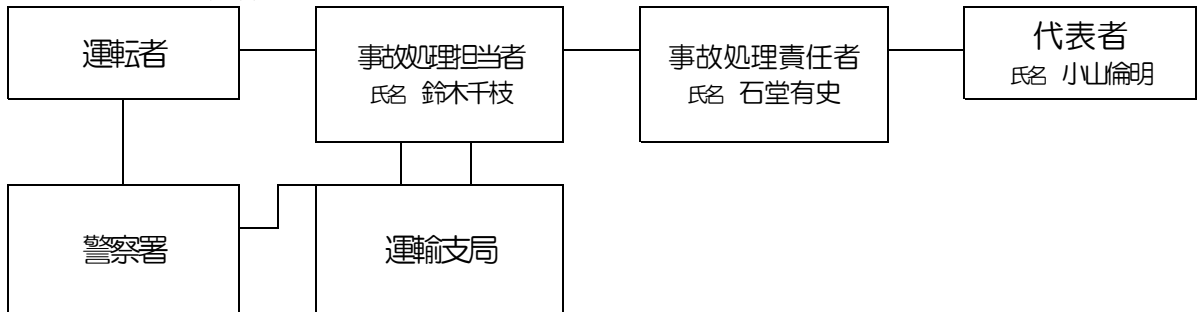 運転者
事故処理担当者
氏名 鈴木千枝
事故処理責任者
氏名 石堂有史
代表者
氏名 小山倫明
警察署
運輸支局